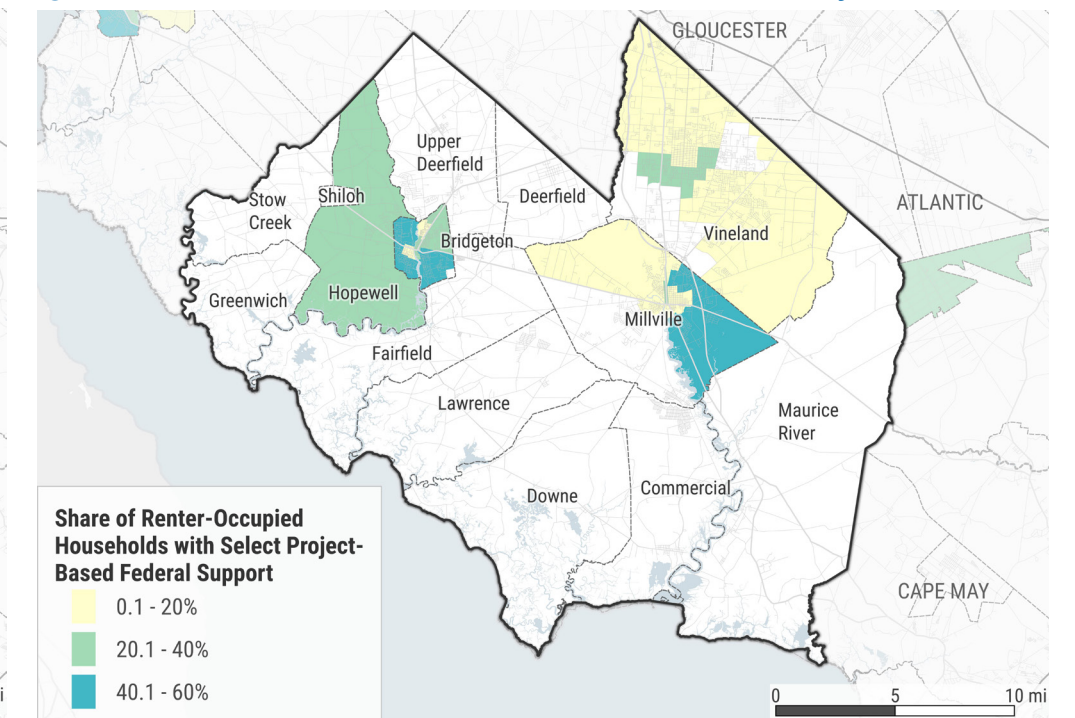 GLOUCESTER
Upper
Deerfield
Stow
Creek
Shiloh
Deerfield
ATLANTIC
Bridgeton
Vineland
Greenwich
Hopewell
Millville
Fairfield
Lawrence
Maurice
River
Downe
Commercial
CAPE MAY
Share of Renter-Occupied
Households with Select Project-
Based Federal Support
0.1 - 20%
20.1 - 40%
40.1 - 60%
0 5 10 mi
i